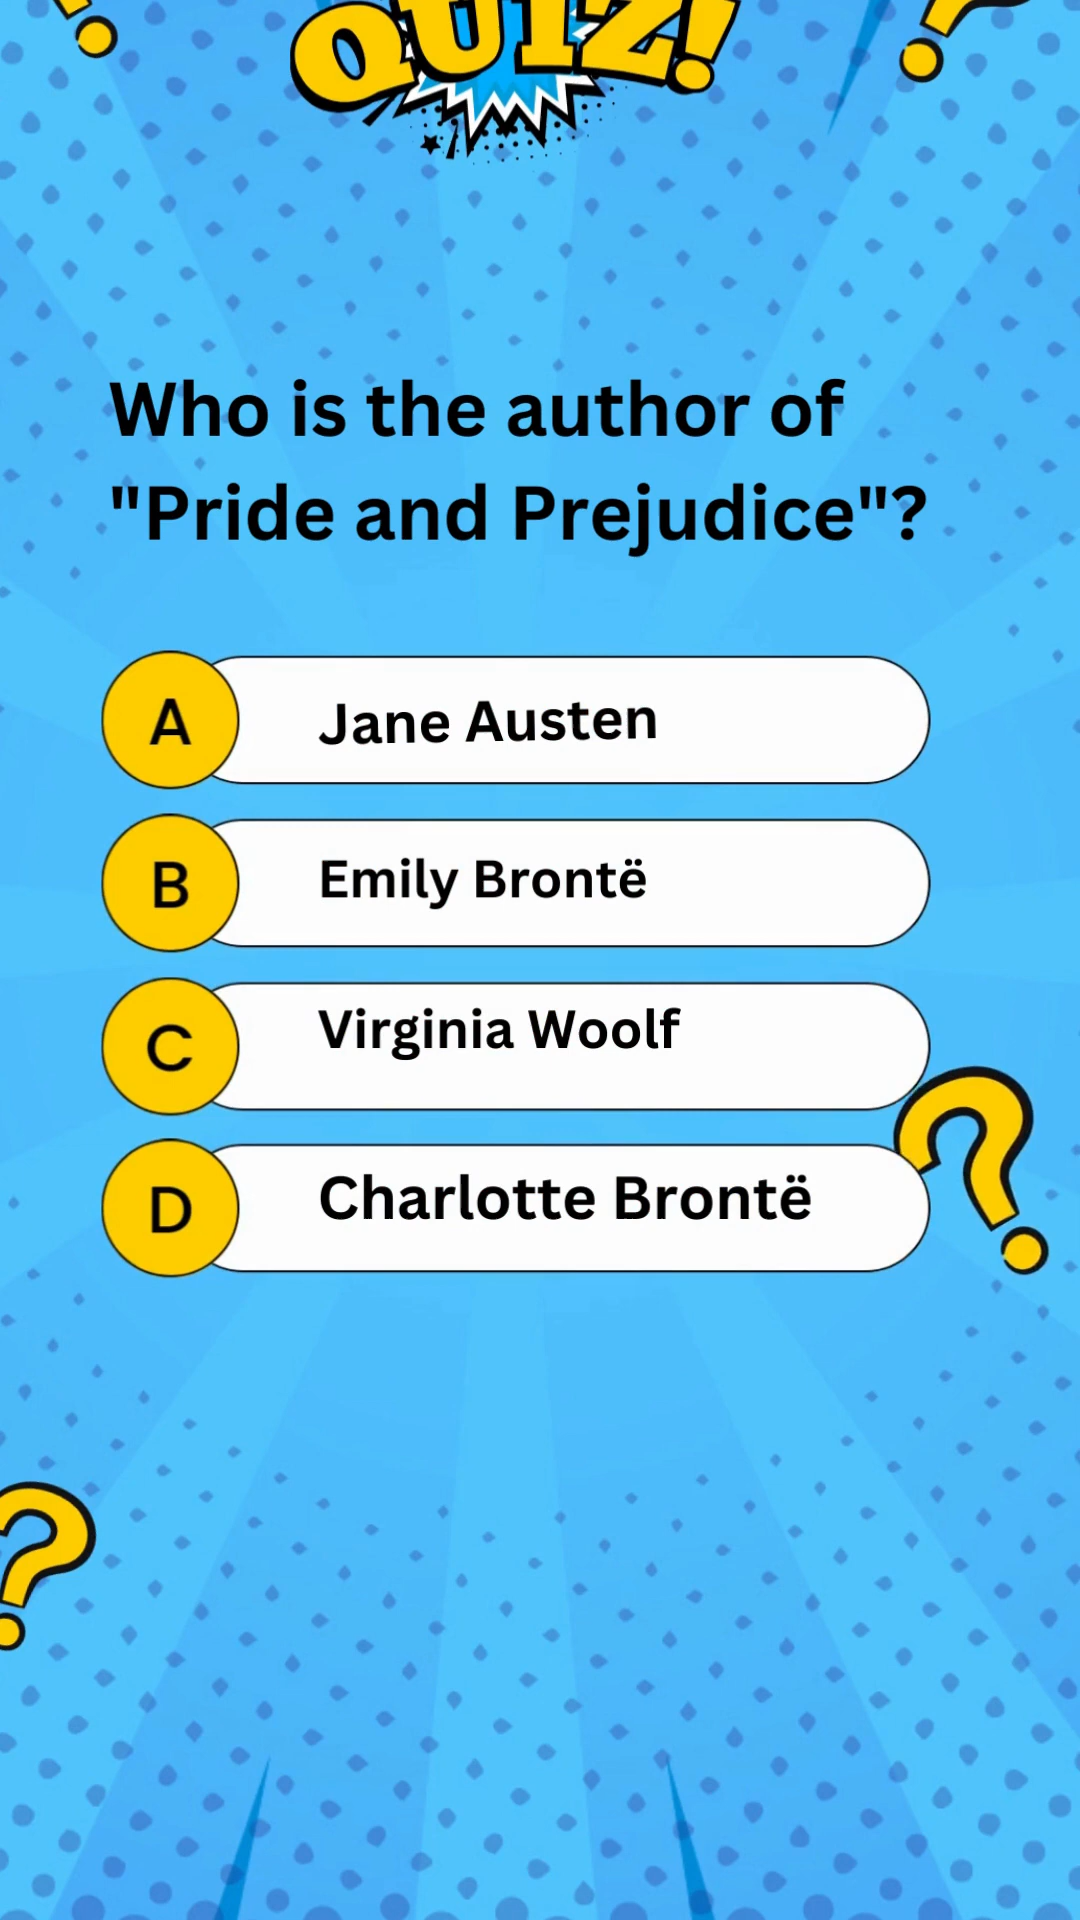 QUIZ!
Who is the author of
"Pride and Prejudice"?
A Jane Austen
B Emily Brontë
C Virginia Woolf
D Charlotte Brontë